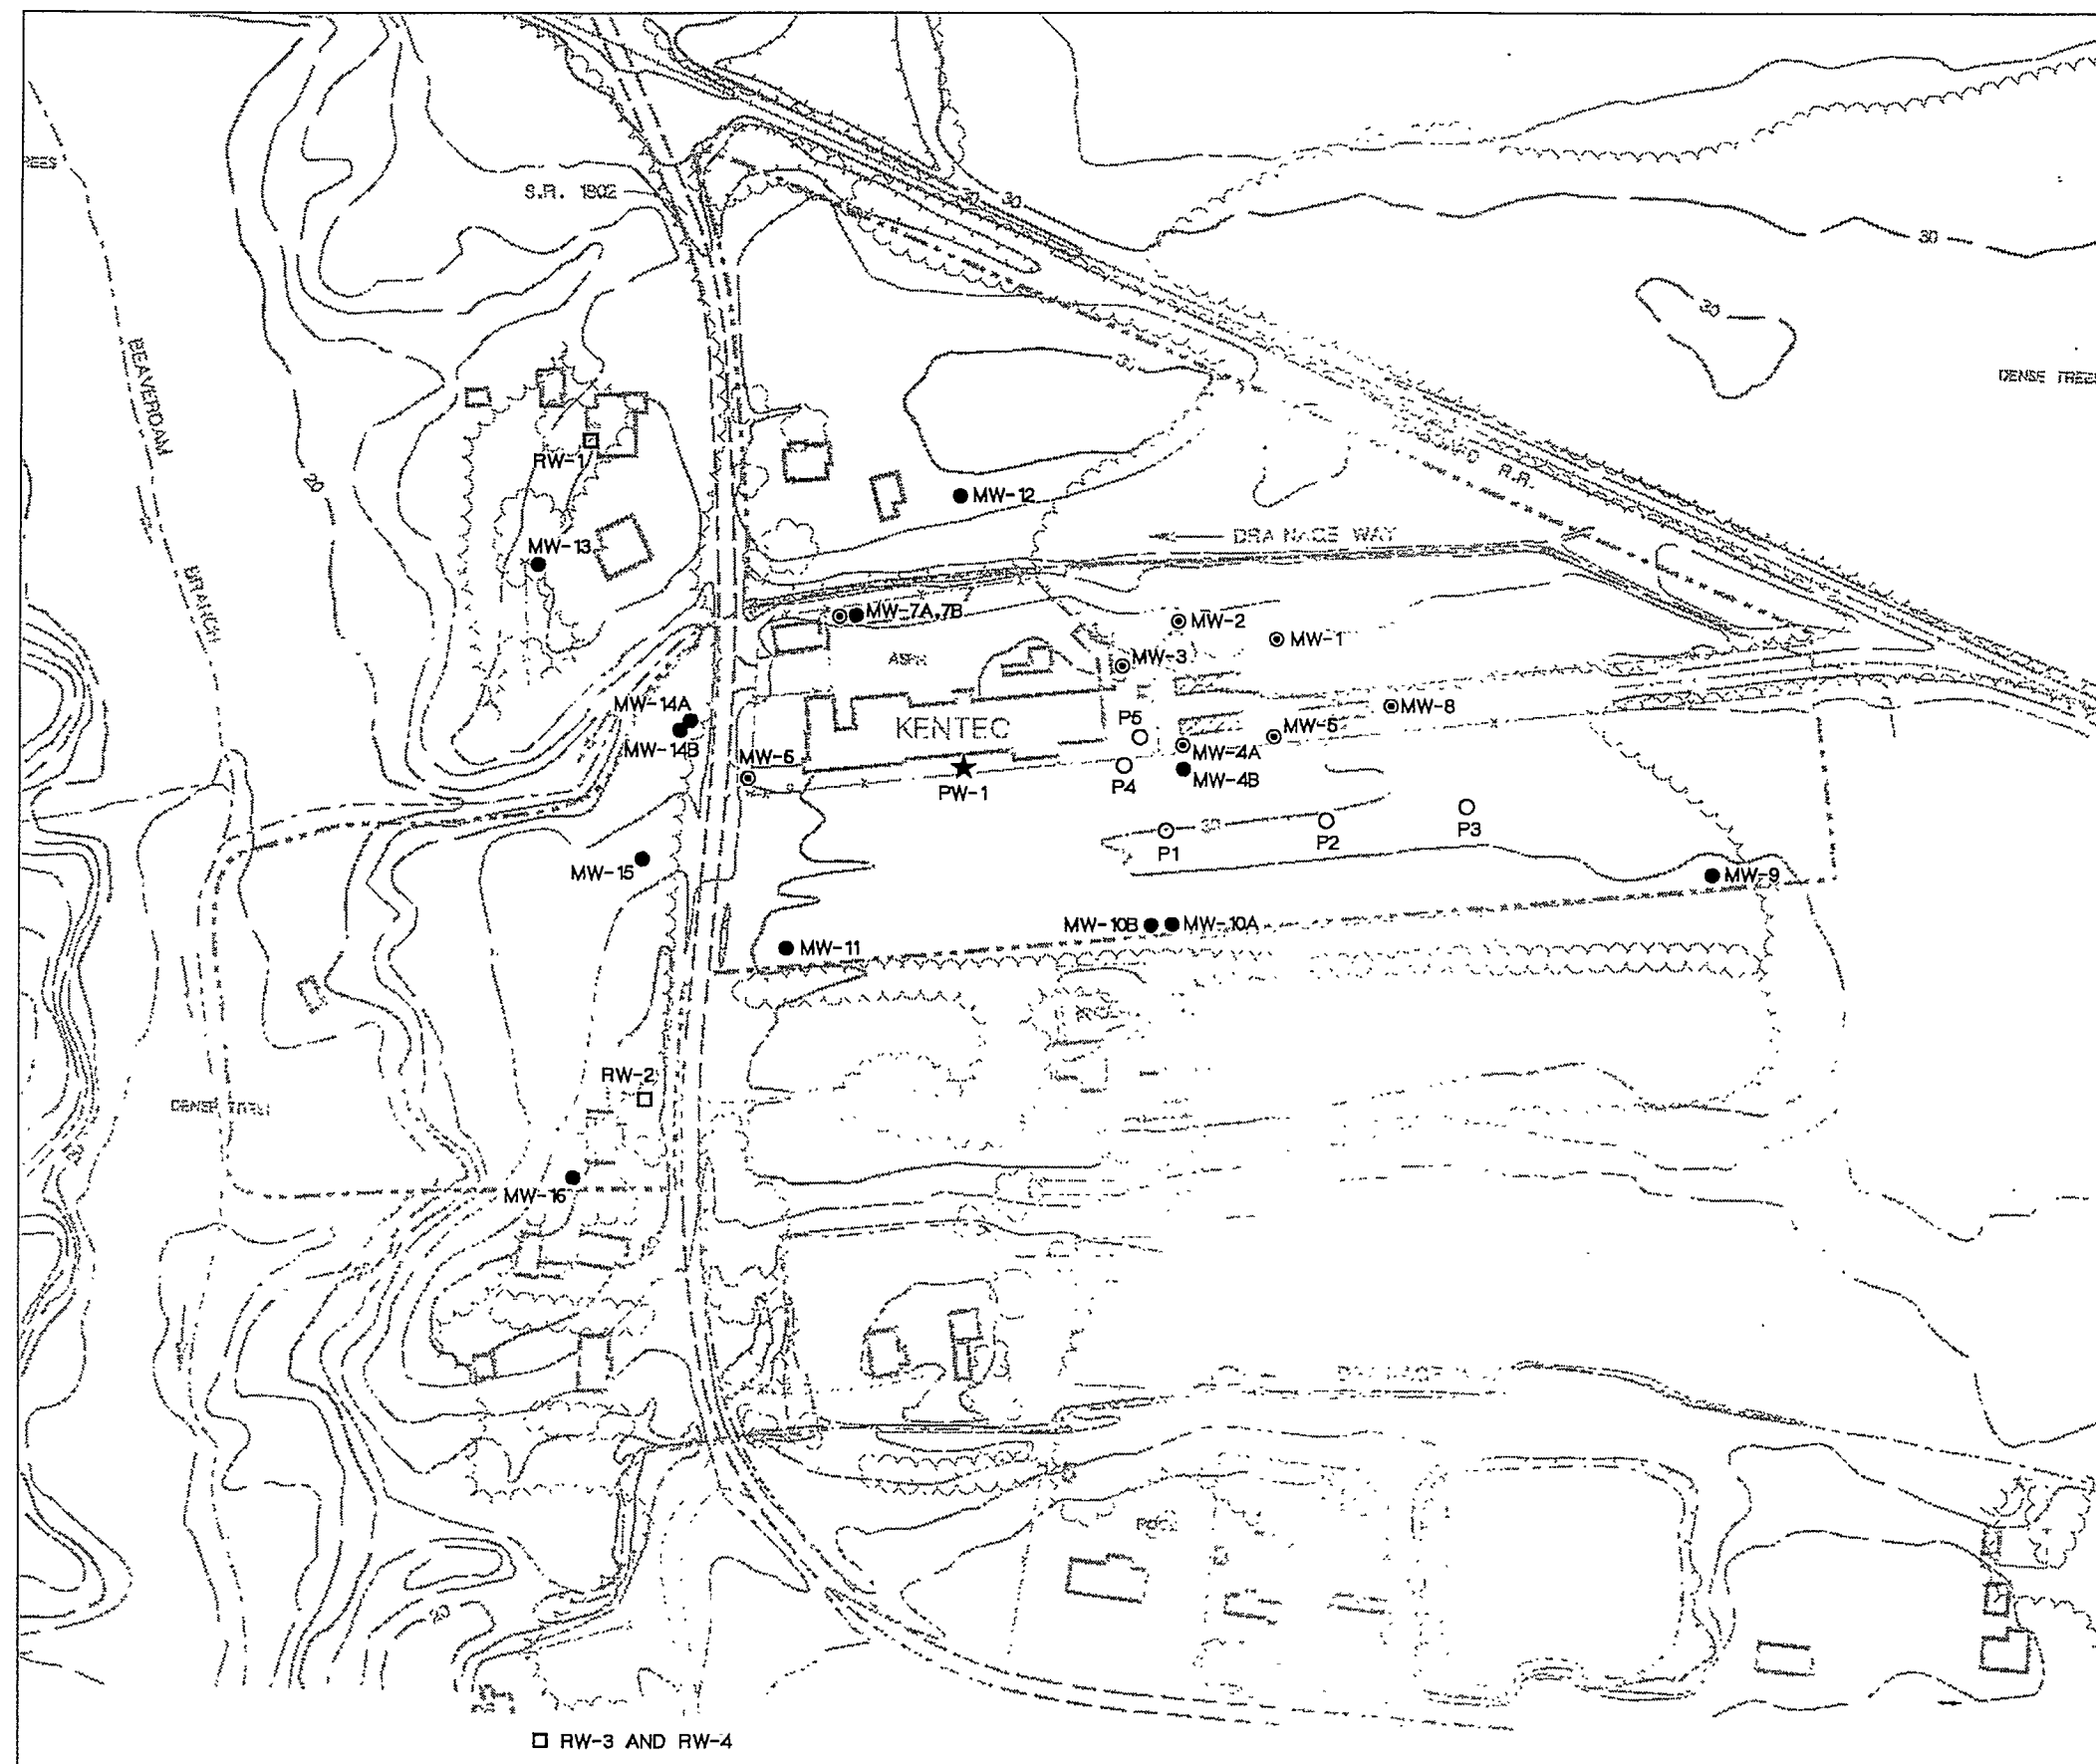 S.R. 1802
30
30
30
30
DENSE TREES
BEAVERDAM
BRANCH
20
RW-1
R.R.
MW-12
DRAINAGE WAY
MW-13
MW-7A,7B
MW-2
MW-1
MW-3
ASPH
MW-14A
MW-14B
KENTEC
P5
MW-8
MW-5
MW-4A
MW-4B
MW-6
PW-1
P4
P3
P2
30
P1
MW-15
MW-9
MW-10B
MW-10A
MW-11
RW-2
DENSE TREES
MW-16
20
RW-3 AND RW-4